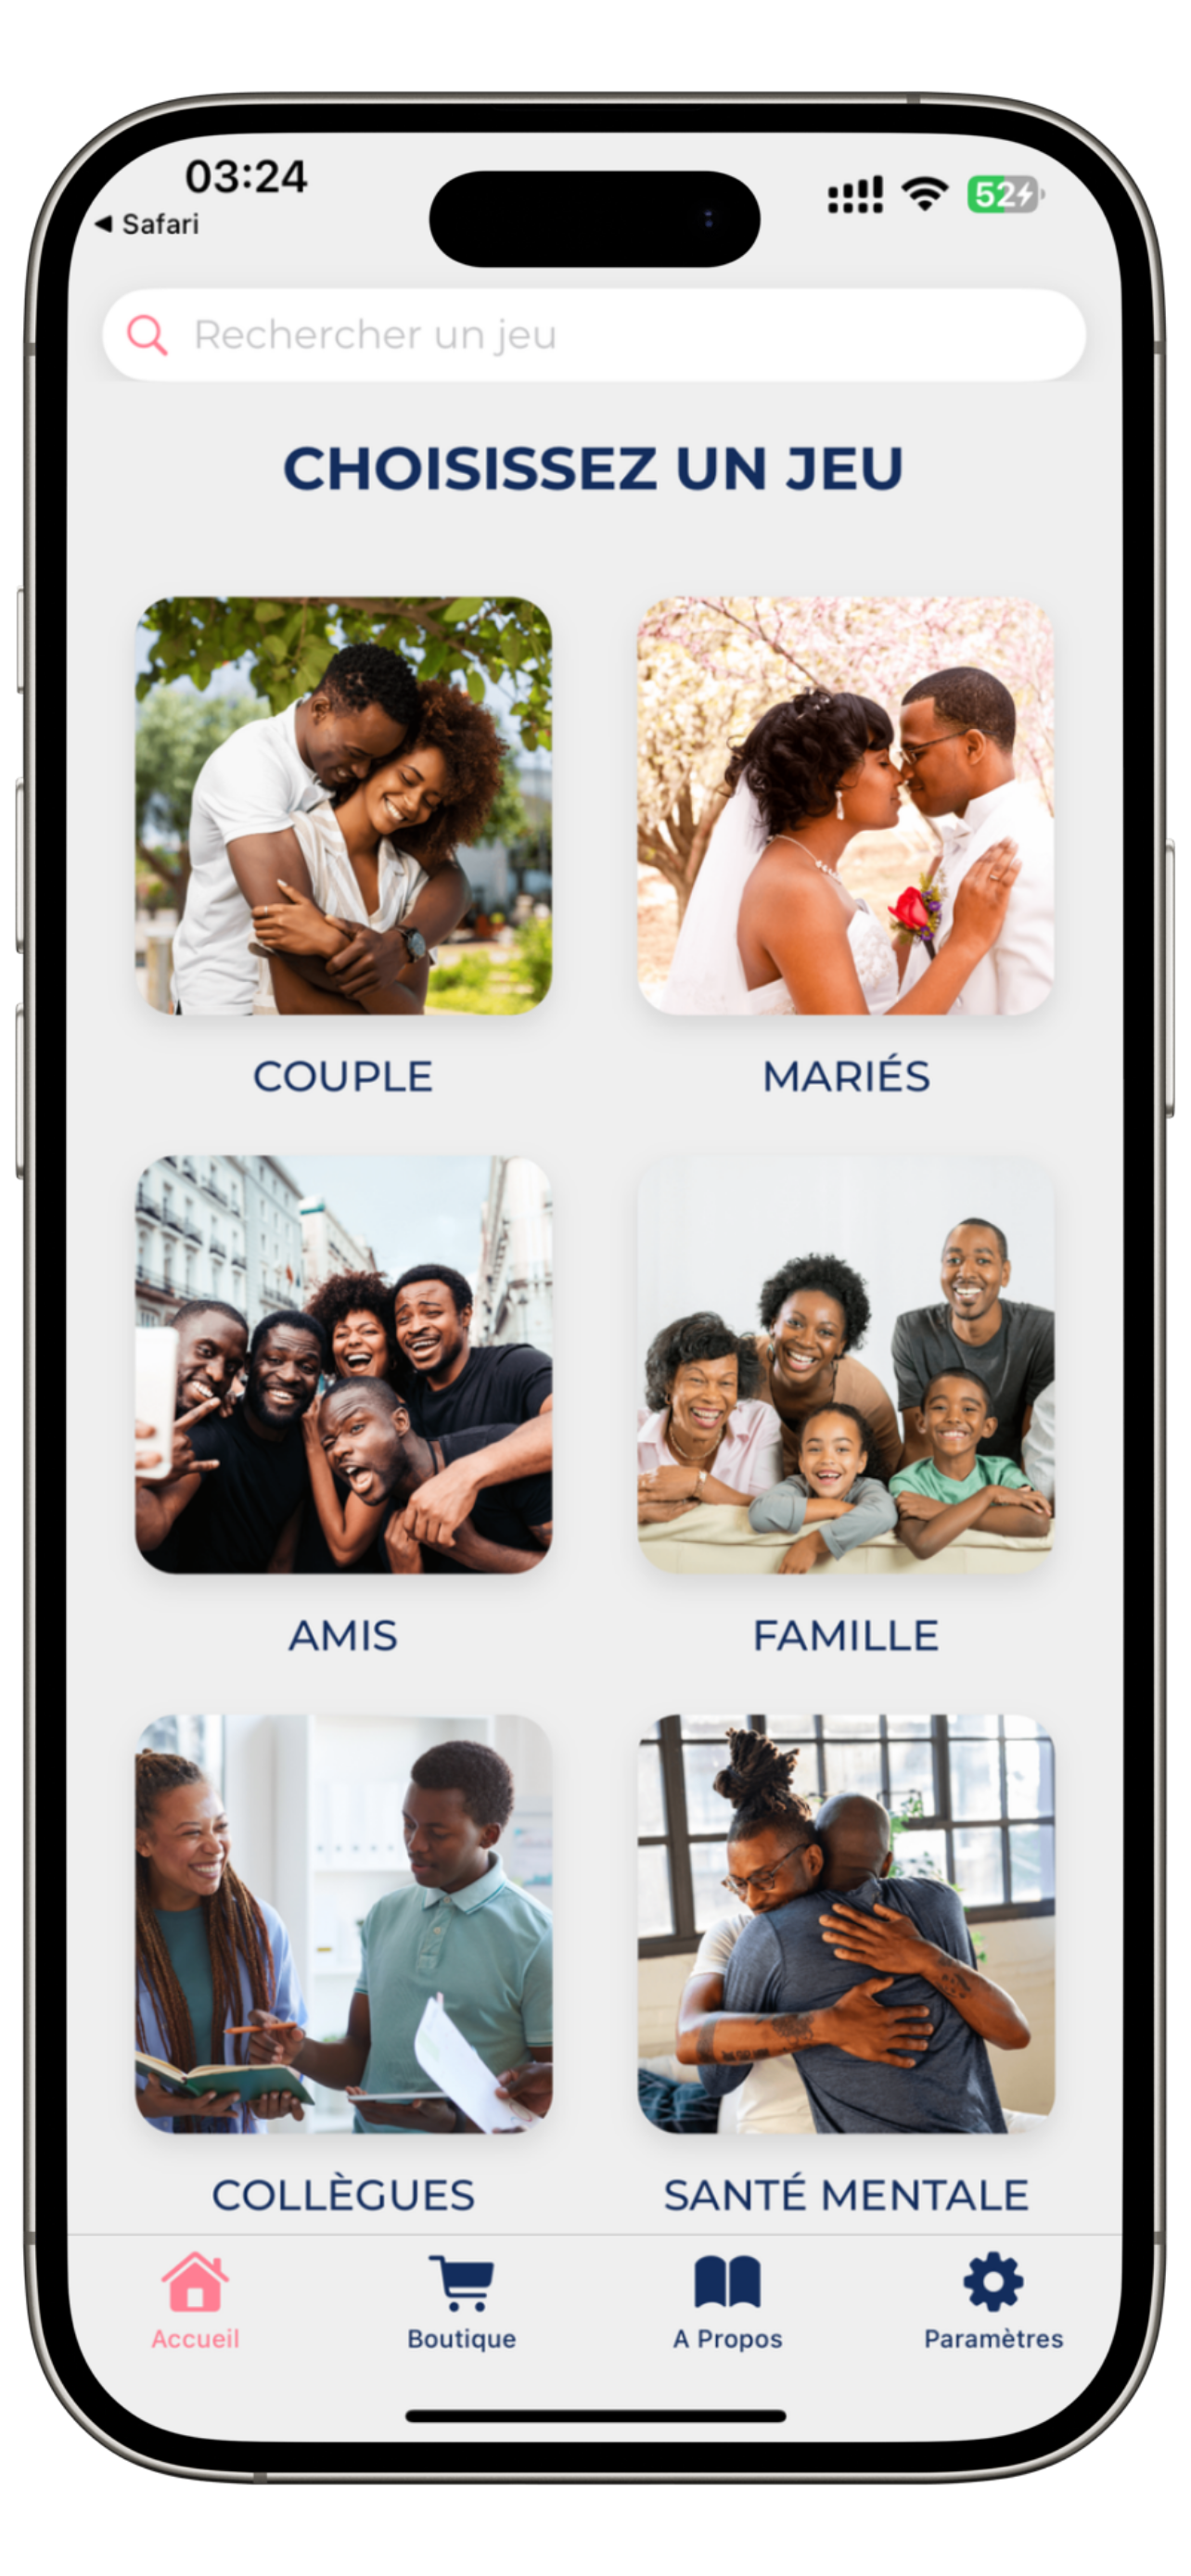 03:24
52
◀ Safari
Rechercher un jeu
CHOISISSEZ UN JEU
COUPLE
MARIÉS
AMIS
FAMILLE
COLLÈGUES
SANTÉ MENTALE
Accueil
Boutique
A Propos
Paramètres